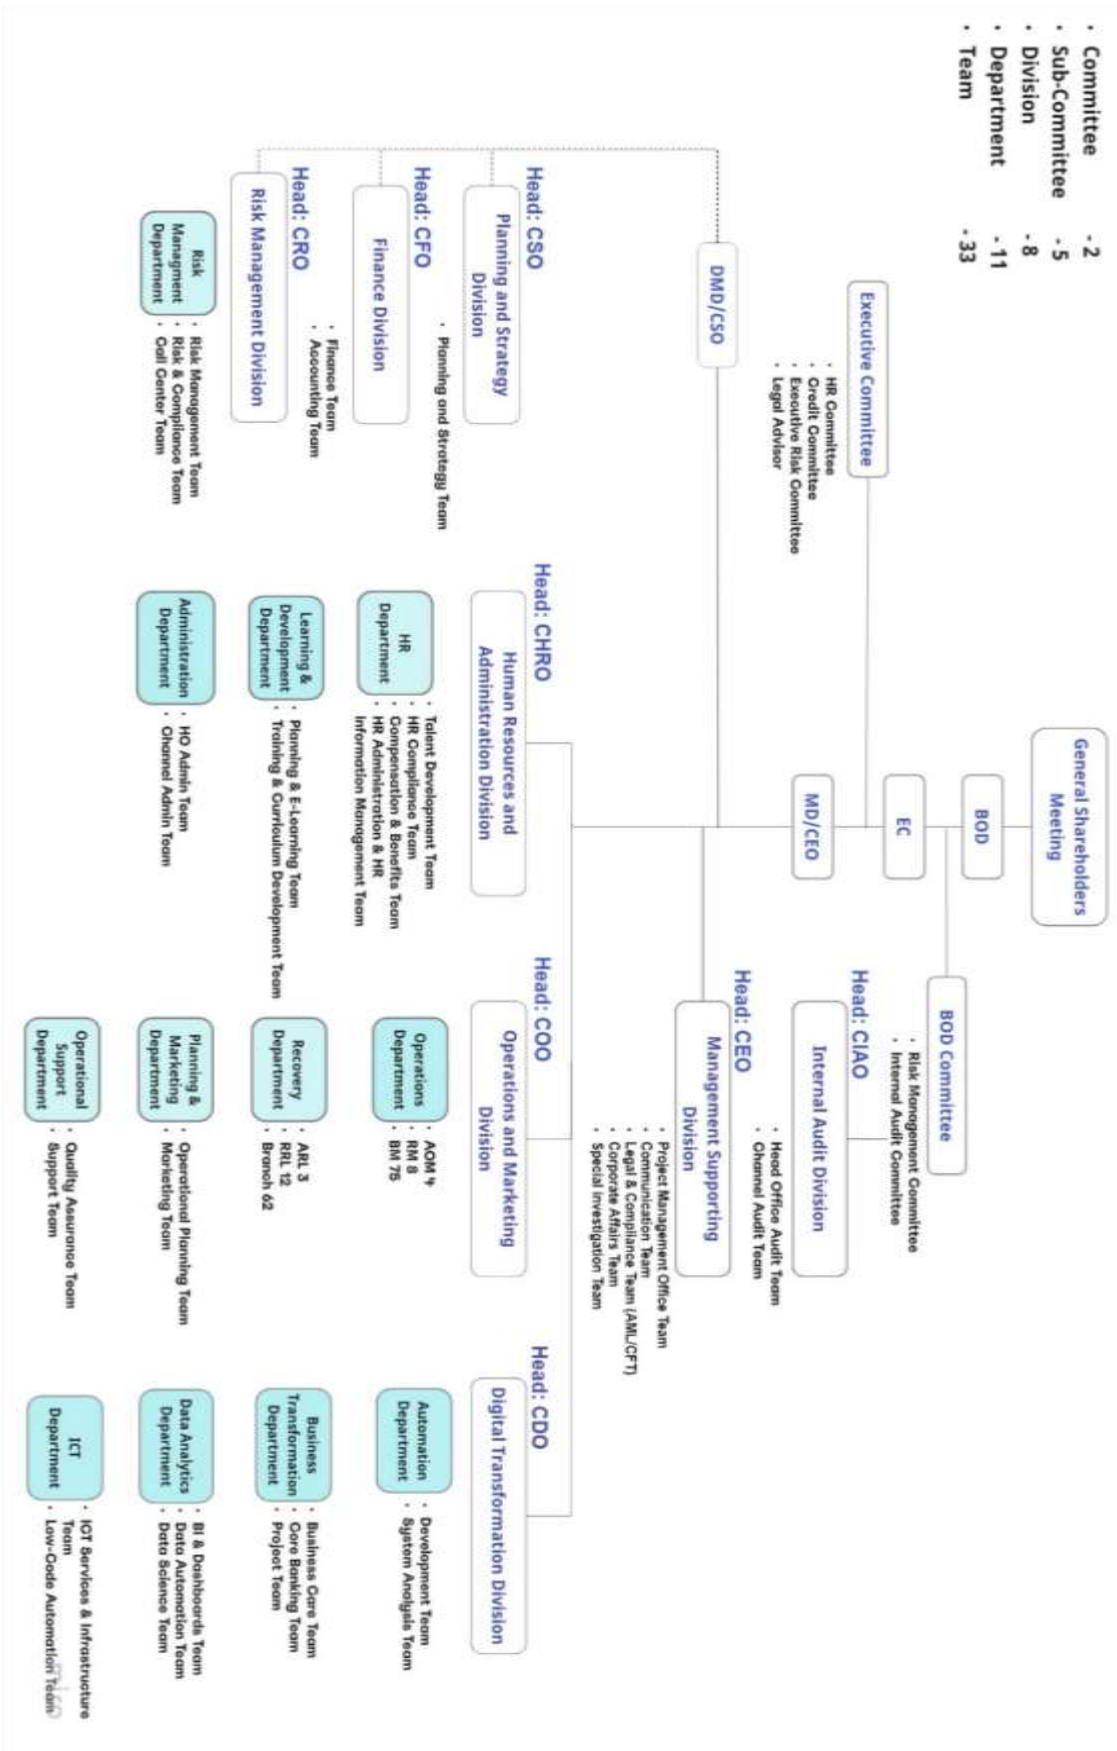 • Committee - 2
• Sub-Committee - 5
• Division - 8
• Department - 11
• Team - 33
General Shareholders
Meeting
BOD
BOD Committee
• Risk Management Committee
• Internal Audit Committee
EC
Executive Committee
• HR Committee
• Credit Committee
• Executive Risk Committee
• Legal Advisor
Head: CIAO
Internal Audit Division
• Head Office Audit Team
• Channel Audit Team
MD/CEO
DMD/CSO
Head: CEO
Management Supporting
Division
• Project Management Office Team
• Communication Team
• Legal & Compliance Team (AML/CFT)
• Corporate Affairs Team
• Special Investigation Team
Head: CSO
Planning and Strategy
Division
• Planning and Strategy Team
Head: CFO
Finance Division
• Finance Team
• Accounting Team
Head: CRO
Risk Management Division
Risk
Managment
Department
• Risk Management Team
• Risk & Compliance Team
• Call Center Team
Head: CHRO
Human Resources and
Administration Division
HR
Department
• Talent Development Team
• HR Compliance Team
• Compensation & Benefits Team
• HR Administration & HR
Information Management Team
Learning &
Development
Department
• Planning & E-Learning Team
• Training & Curriculum Development Team
Administration
Department
• HO Admin Team
• Channel Admin Team
Head: COO
Operations and Marketing
Division
Operations
Department
• AOM 4
• RM 8
• BM 75
Recovery
Department
• ARL 3
• RRL 12
• Branch 62
Planning &
Marketing
Department
• Operational Planning Team
• Marketing Team
Operational
Support
Department
• Quality Assurance Team
• Support Team
Head: CDO
Digital Transformation Division
Automation
Department
• Development Team
• System Analysis Team
Business
Transformation
Department
• Business Care Team
• Core Banking Team
• Project Team
Data Analytics
Department
• BI & Dashboards Team
• Data Automation Team
• Data Science Team
ICT
Department
• ICT Services & Infrastructure
Team
• Low-Code Automation Team